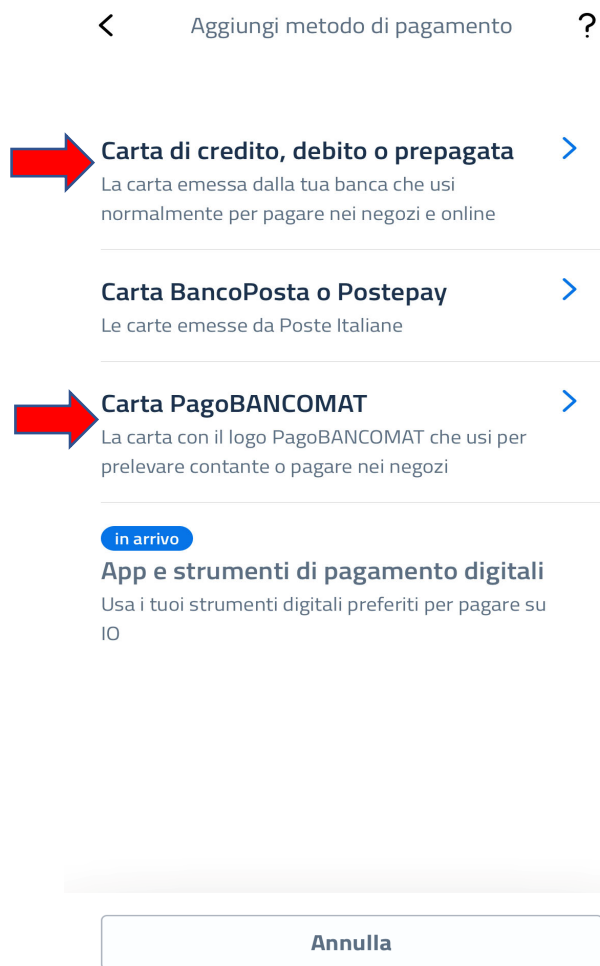 Aggiungi metodo di pagamento ?
Carta di credito, debito o prepagata
La carta emessa dalla tua banca che usi
normalmente per pagare nei negozi e online
Carta BancoPosta o Postepay
Le carte emesse da Poste Italiane
Carta PagoBANCOMAT
La carta con il logo PagoBANCOMAT che usi per
prelevare contante o pagare nei negozi
in arrivo
App e strumenti di pagamento digitali
Usa i tuoi strumenti digitali preferiti per pagare su
IO
Annulla